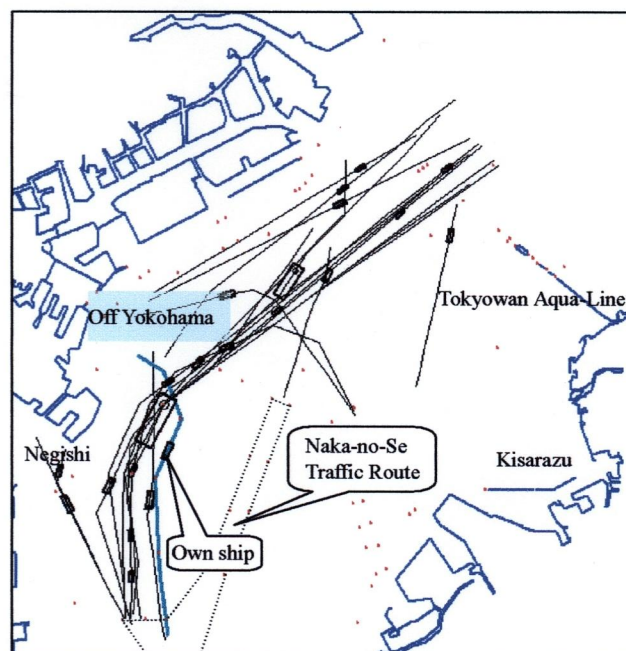 Tokyowan Aqua-Line
Off Yokohama
Negishi
Naka-no-Se
Traffic Route
Kisarazu
Own ship